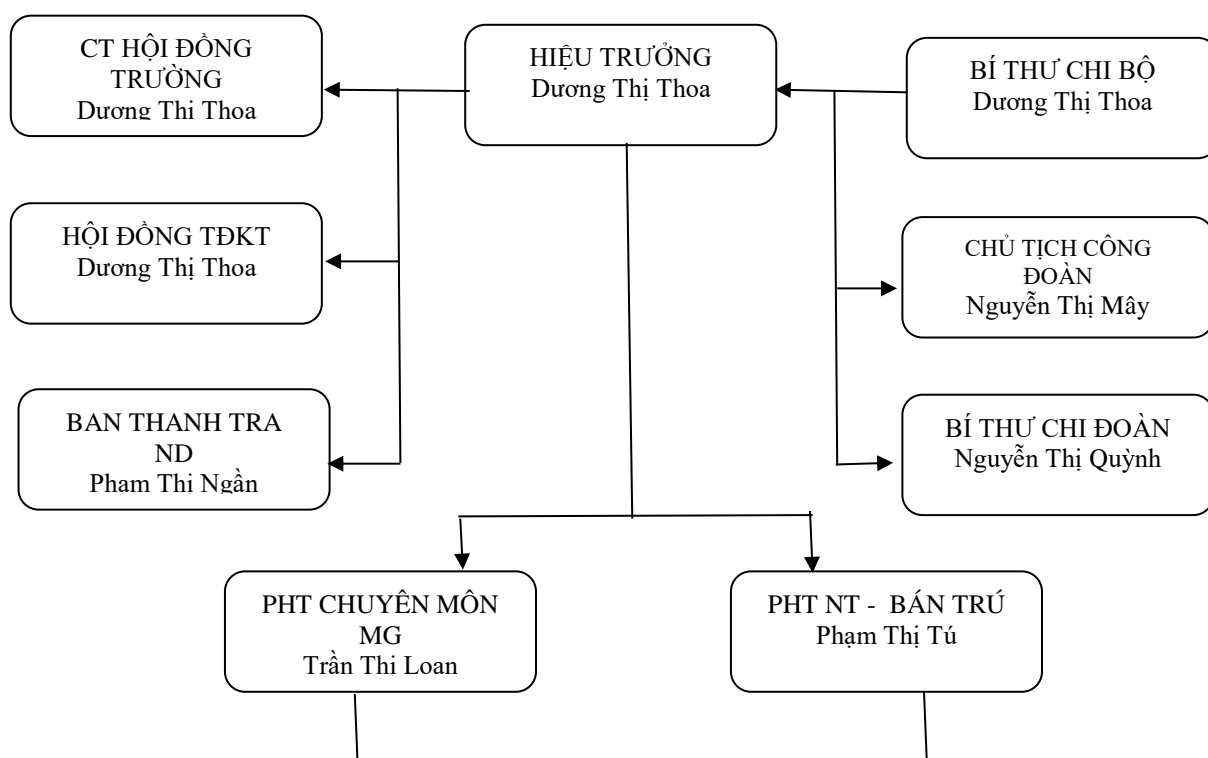 CT HỘI ĐỒNG
TRƯỜNG
Dương Thị Thoa
HIỆU TRƯỞNG
Dương Thị Thoa
BÍ THƯ CHI BỘ
Dương Thị Thoa
HỘI ĐỒNG TĐKT
Dương Thị Thoa
CHỦ TỊCH CÔNG
ĐOÀN
Nguyễn Thị Mây
BAN THANH TRA
ND
Phạm Thị Ngần
BÍ THƯ CHI ĐOÀN
Nguyễn Thị Quỳnh
PHT CHUYÊN MÔN
MG
Trần Thị Loan
PHT NT - BÁN TRÚ
Phạm Thị Tú